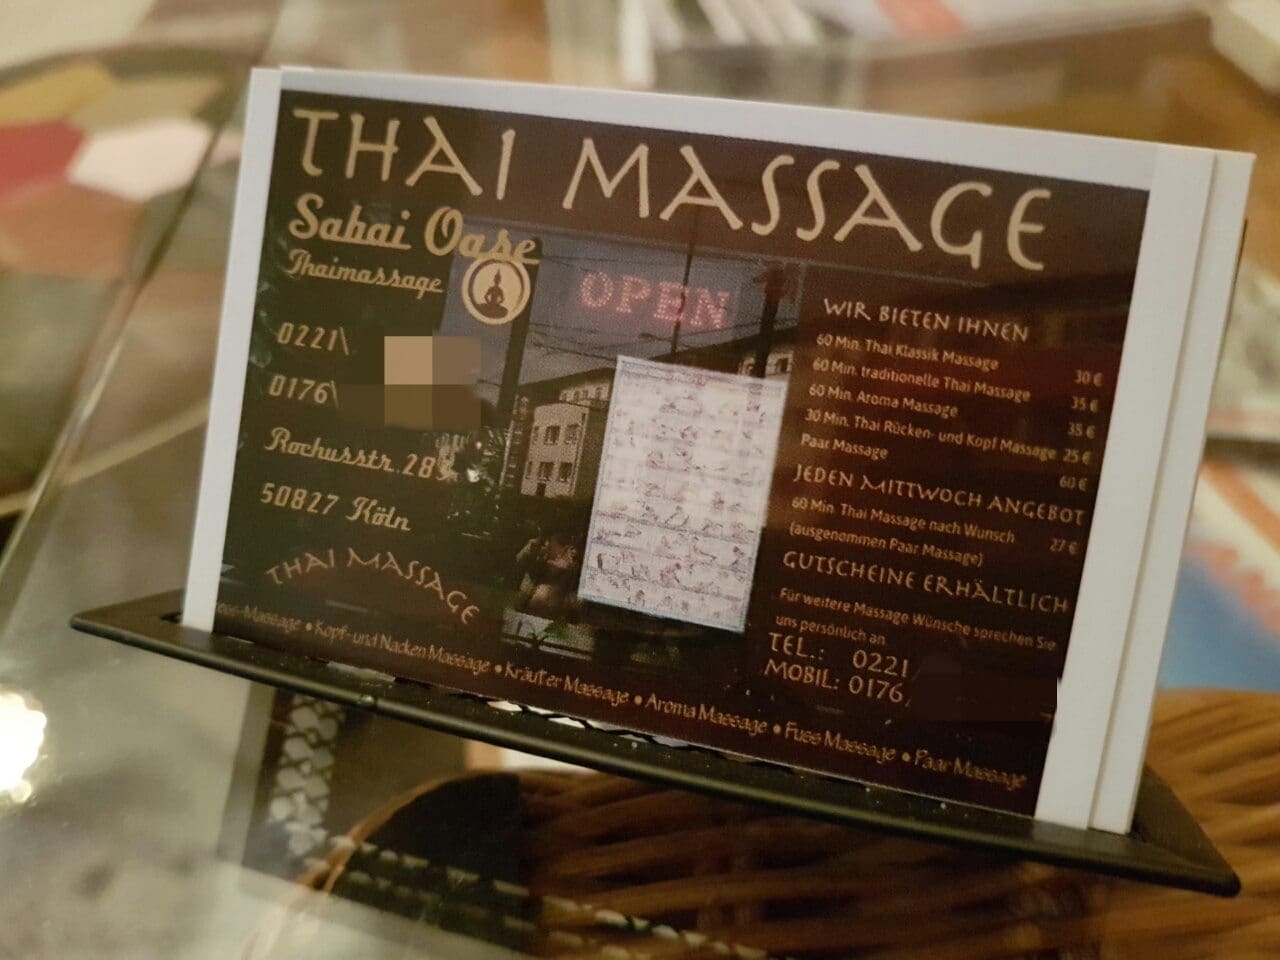 THAI MASSAGE
Sabai Oase
Thaimassage
0221\
0176\
Rochusstr. 283
50827 Köln
THAI MASSAGE
OPEN
WIR BIETEN IHNEN
60 Min. Thai Klassik Massage 30 €
60 Min. traditionelle Thai Massage 35 €
60 Min. Aroma Massage 35 €
30 Min. Thai Rücken- und Kopf Massage 25 €
Paar Massage 60 €
JEDEN MITTWOCH ANGEBOT
60 Min. Thai Massage nach Wunsch 27 €
(ausgenommen Paar Massage)
GUTSCHEINE ERHÄLTLICH
Für weitere Massage Wünsche sprechen Sie
uns persönlich an
TEL.: 0221
MOBIL: 0176
Massage • Kopf- und Nacken Massage • Kräuter Massage • Aroma Massage • Fuss Massage • Paar Massage